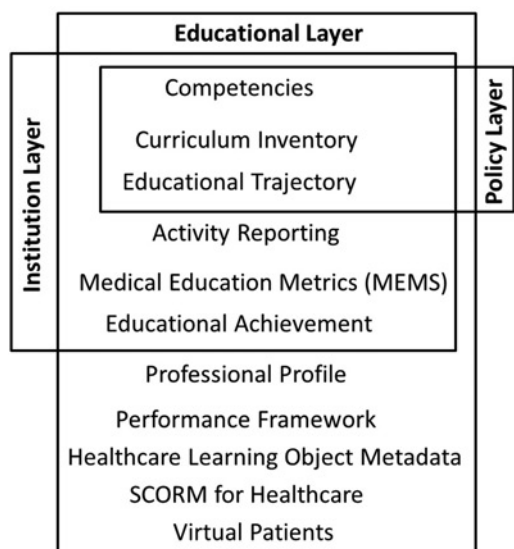 Educational Layer
Institution Layer
Policy Layer
Competencies
Curriculum Inventory
Educational Trajectory
Activity Reporting
Medical Education Metrics (MEMS)
Educational Achievement
Professional Profile
Performance Framework
Healthcare Learning Object Metadata
SCORM for Healthcare
Virtual Patients